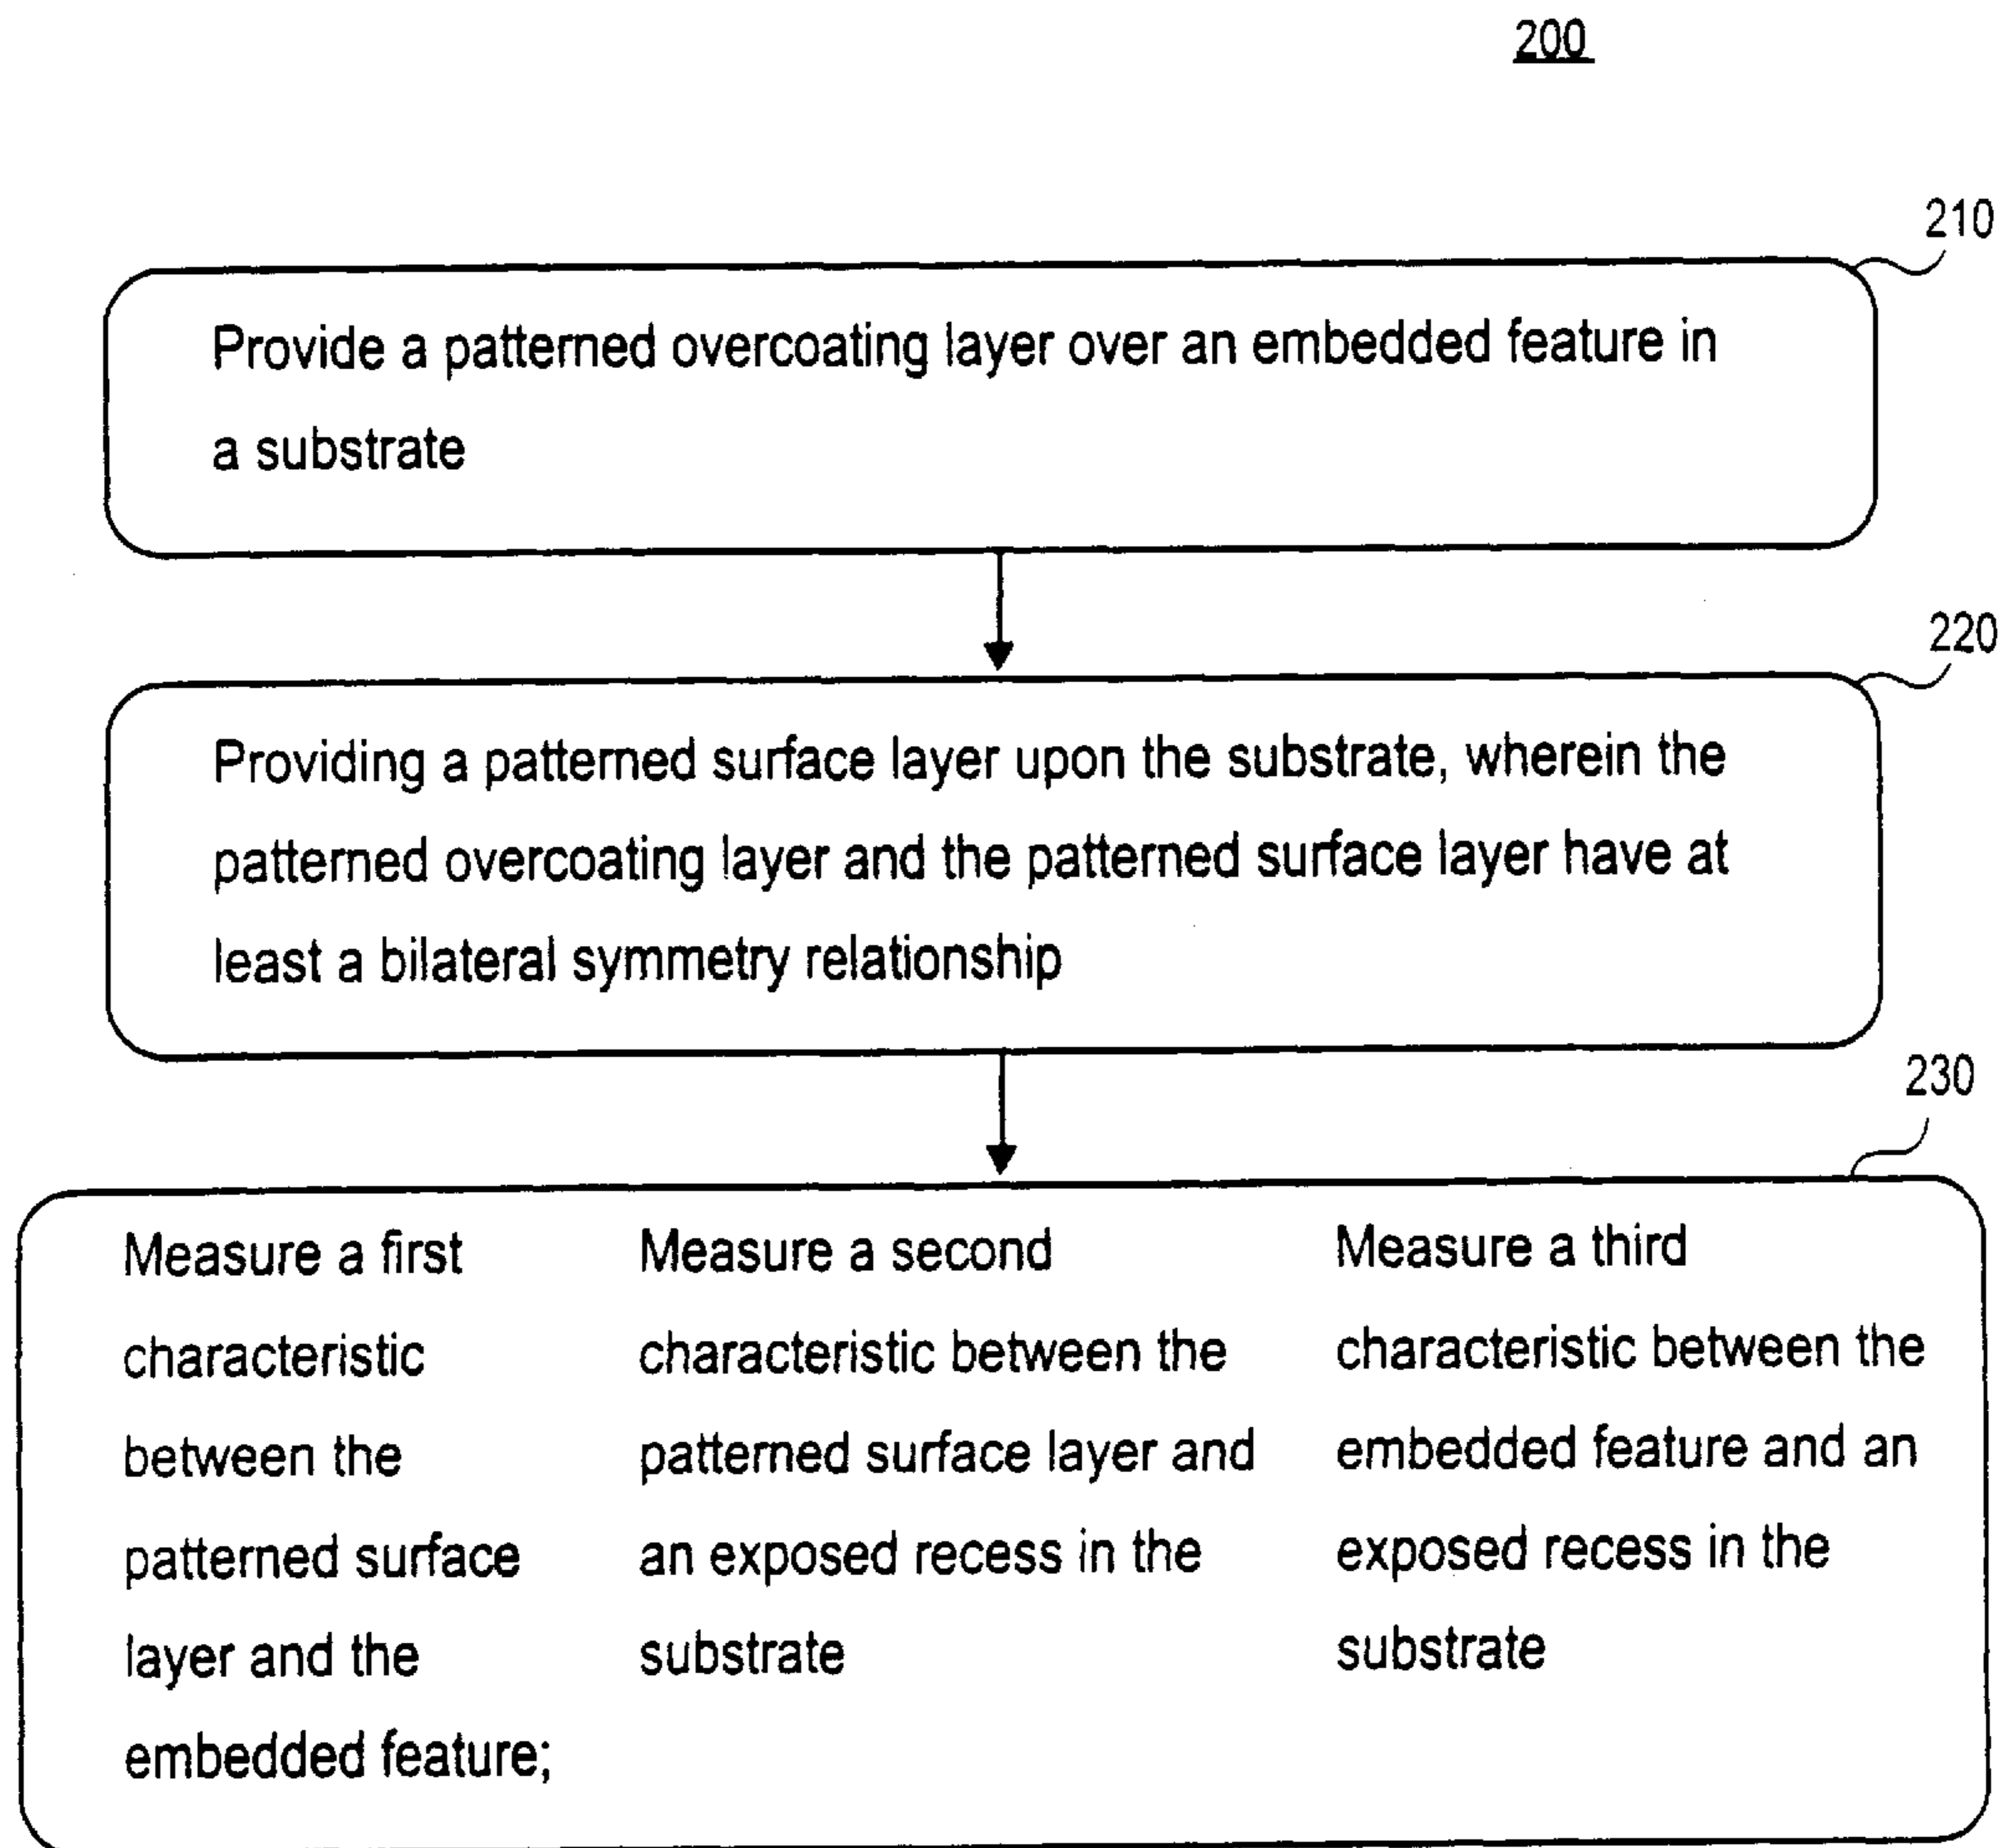 200
210
Provide a patterned overcoating layer over an embedded feature in
a substrate
220
Providing a patterned surface layer upon the substrate, wherein the
patterned overcoating layer and the patterned surface layer have at
least a bilateral symmetry relationship
230
Measure a first
characteristic
between the
patterned surface
layer and the
embedded feature;
Measure a second
characteristic between the
patterned surface layer and
an exposed recess in the
substrate
Measure a third
characteristic between the
embedded feature and an
exposed recess in the
substrate